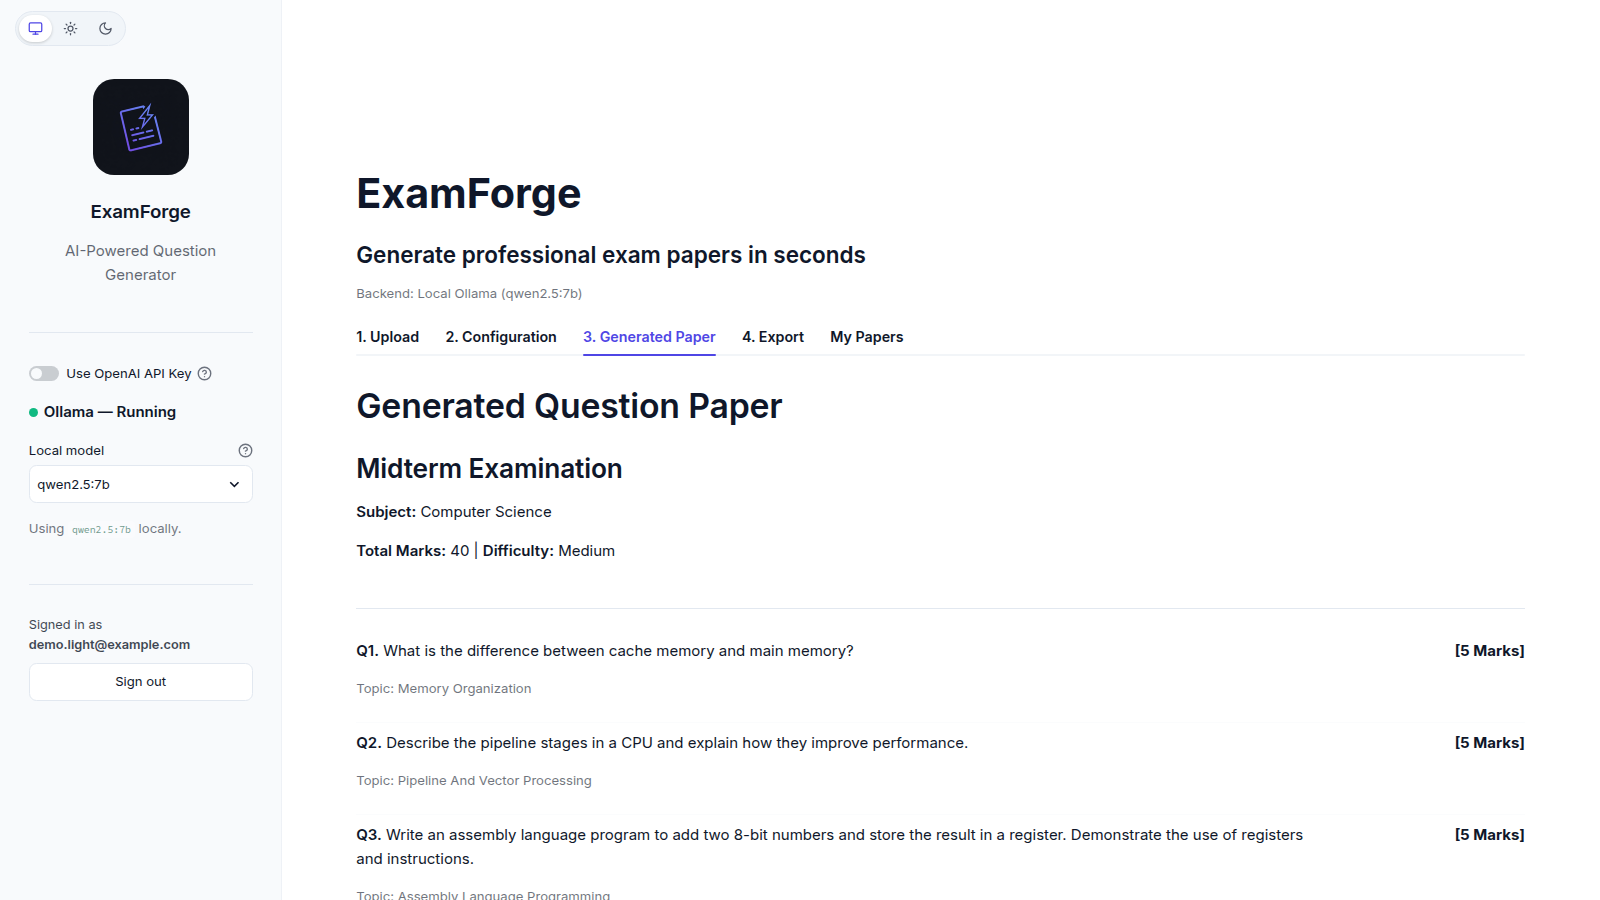 ExamForge
AI-Powered Question
Generator
Use OpenAI API Key
Ollama — Running
Local model
qwen2.5:7b
Using qwen2.5:7b locally.
Signed in as
demo.light@example.com
Sign out
ExamForge
Generate professional exam papers in seconds
Backend: Local Ollama (qwen2.5:7b)
1. Upload 2. Configuration 3. Generated Paper 4. Export My Papers
Generated Question Paper
Midterm Examination
Subject: Computer Science
Total Marks: 40 | Difficulty: Medium
Q1. What is the difference between cache memory and main memory? [5 Marks]
Topic: Memory Organization
Q2. Describe the pipeline stages in a CPU and explain how they improve performance. [5 Marks]
Topic: Pipeline And Vector Processing
Q3. Write an assembly language program to add two 8-bit numbers and store the result in a register. Demonstrate the use of registers [5 Marks]
and instructions.
Topic: Assembly Language Programming